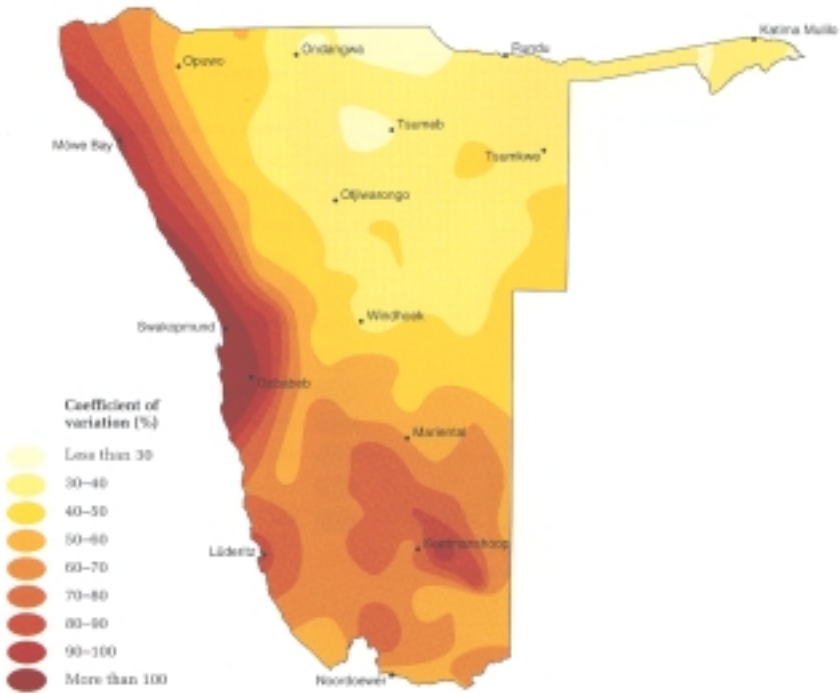 Katima Mulilo
Ondangwa
Rundu
Opuwo
Tsumeb
Möwe Bay
Tsumkwe
Otjiwarongo
Windhoek
Swakopmund
Gobabeb
Coefficient of
variation (%)
Mariental
Less than 30
30–40
40–50
50–60
Keetmanshoop
Lüderitz
60–70
70–80
80–90
90–100
More than 100
Noordoewer